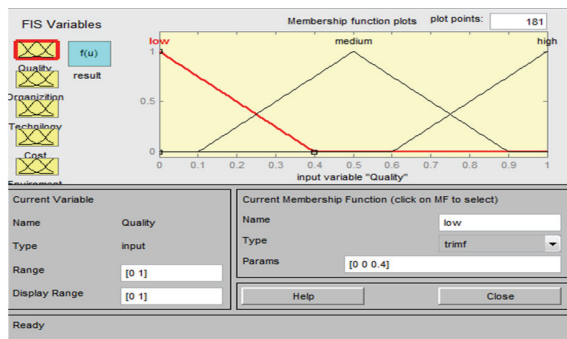 FIS Variables
Membership function plots
plot points:
181
f(u)
result
Quality
Organizition
Technilogy
Cost
Enviroment
low
medium
high
1
0.5
0
0
0.1
0.2
0.3
0.4
0.5
0.6
0.7
0.8
0.9
1
input variable "Quality"
Current Variable
Name
Quality
Type
input
Range
[0 1]
Display Range
[0 1]
Current Membership Function (click on MF to select)
Name
low
Type
trimf
Params
[0 0 0.4]
Help
Close
Ready